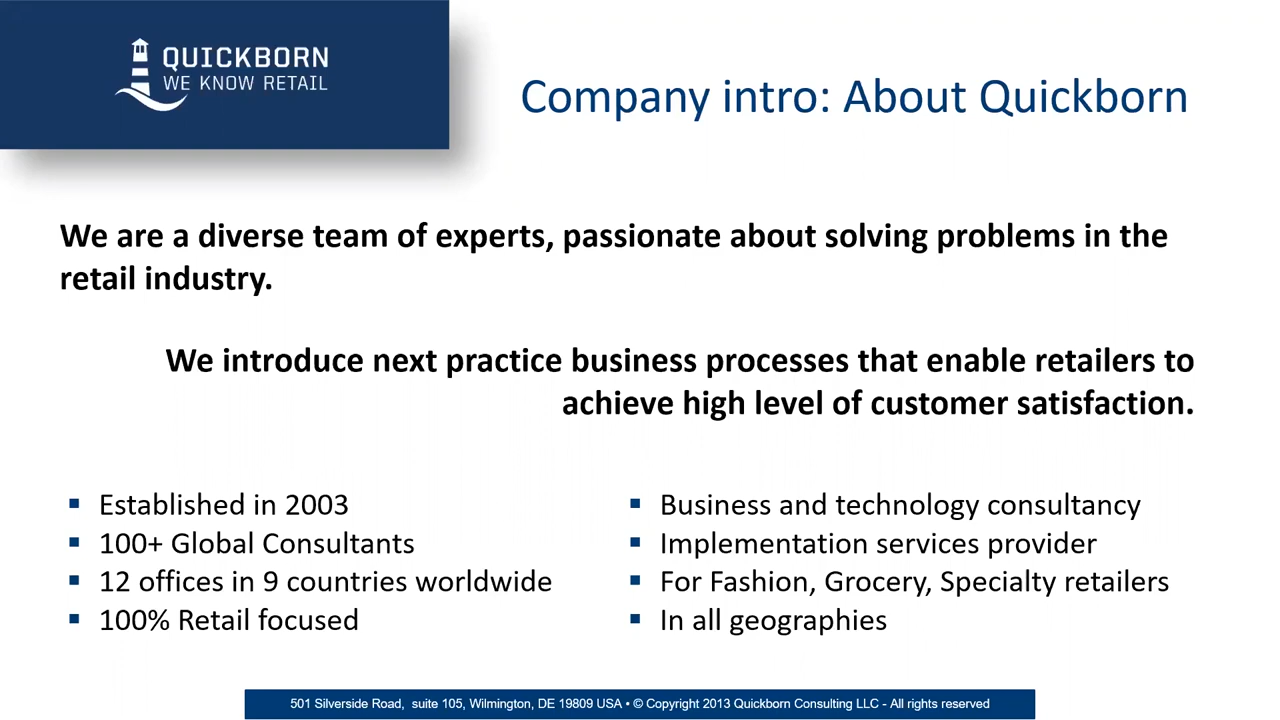 QUICKBORN
WE KNOW RETAIL
Company intro: About Quickborn
We are a diverse team of experts, passionate about solving problems in the
retail industry.
We introduce next practice business processes that enable retailers to
achieve high level of customer satisfaction.
▪ Established in 2003
▪ 100+ Global Consultants
▪ 12 offices in 9 countries worldwide
▪ 100% Retail focused
▪ Business and technology consultancy
▪ Implementation services provider
▪ For Fashion, Grocery, Specialty retailers
▪ In all geographies
501 Silverside Road, suite 105, Wilmington, DE 19809 USA • © Copyright 2013 Quickborn Consulting LLC - All rights reserved